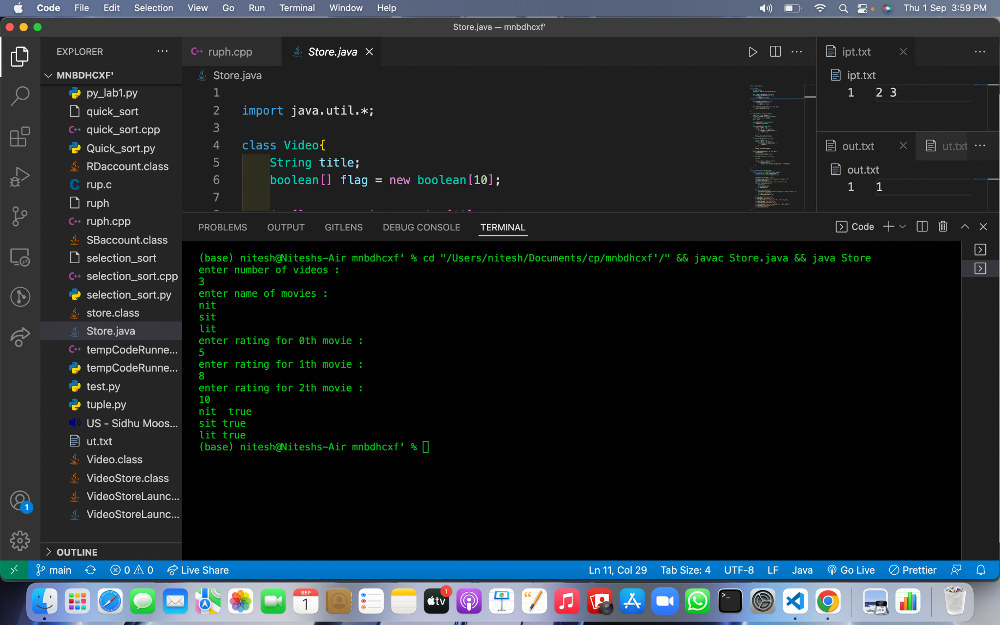 Code File Edit Selection View Go Run Terminal Window Help Thu 1 Sep 3:59 PM
Store.java — mnbdhcxf'
EXPLORER
MNBDHCXF'
py_lab1.py
quick_sort
quick_sort.cpp
Quick_sort.py
RDaccount.class
rup.c
ruph
ruph.cpp
SBaccount.class
selection_sort
selection_sort.cpp
selection_sort.py
store.class
Store.java
tempCodeRunne...
tempCodeRunne...
test.py
tuple.py
US - Sidhu Moos...
ut.txt
Video.class
VideoStore.class
VideoStoreLaunc...
VideoStoreLaunc...
OUTLINE
ruph.cpp Store.java
Store.java
1
2 import java.util.*;
3
4 class Video{
5 String title;
6 boolean[] flag = new boolean[10];
7
ipt.txt
ipt.txt
1 2 3
out.txt ut.txt
out.txt
1 1
PROBLEMS OUTPUT GITLENS DEBUG CONSOLE TERMINAL Code
(base) nitesh@Niteshs-Air mnbdhcxf' % cd "/Users/nitesh/Documents/cp/mnbdhcxf'/" && javac Store.java && java Store
enter number of videos :
3
enter name of movies :
nit
sit
lit
enter rating for 0th movie :
5
enter rating for 1th movie :
8
enter rating for 2th movie :
10
nit  true
sit true
lit true
(base) nitesh@Niteshs-Air mnbdhcxf' %
1
main 0 0 Live Share Ln 11, Col 29 Tab Size: 4 UTF-8 LF Java Go Live Prettier
SEP
1
tv
1